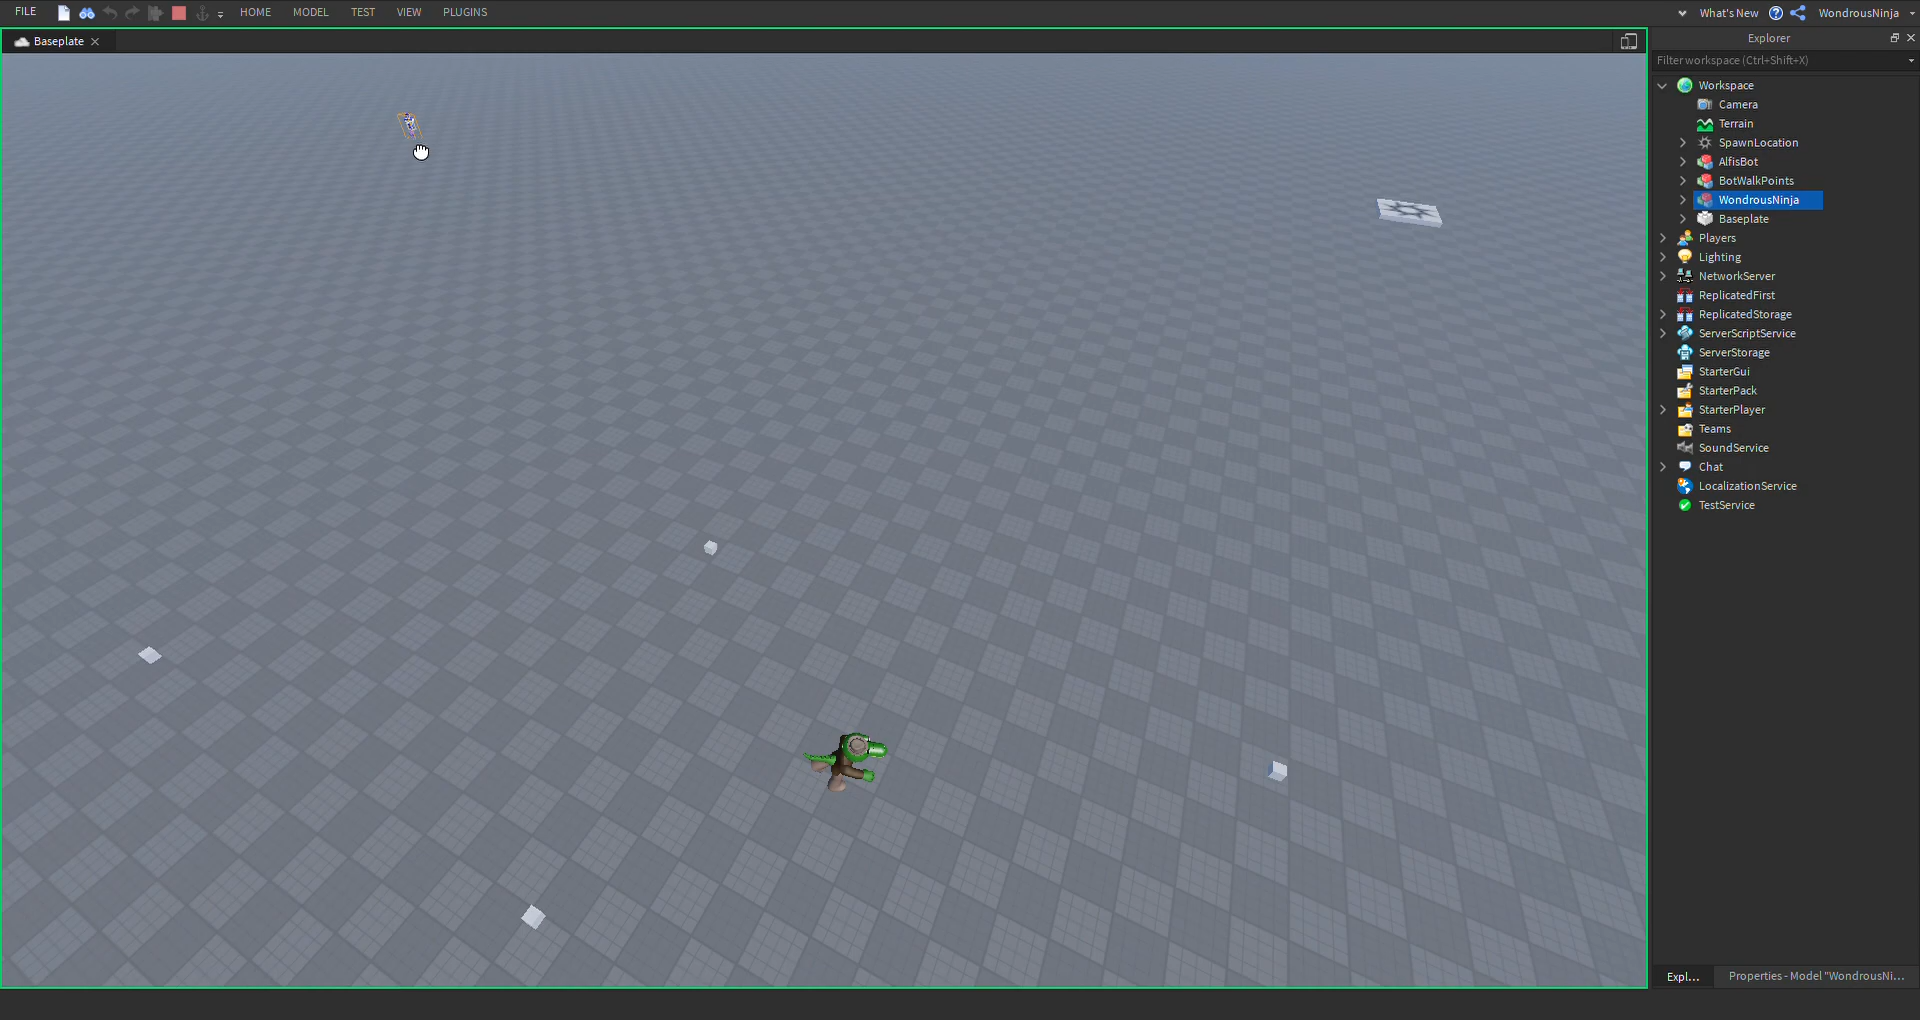 FILE HOME MODEL TEST VIEW PLUGINS What's New WondrousNinja
Baseplate
Explorer
Filter workspace (Ctrl+Shift+X)
Workspace
Camera
Terrain
SpawnLocation
AlfisBot
BotWalkPoints
WondrousNinja
Baseplate
Players
Lighting
NetworkServer
ReplicatedFirst
ReplicatedStorage
ServerScriptService
ServerStorage
StarterGui
StarterPack
StarterPlayer
Teams
SoundService
Chat
LocalizationService
TestService
Expl... Properties - Model "WondrousNi...